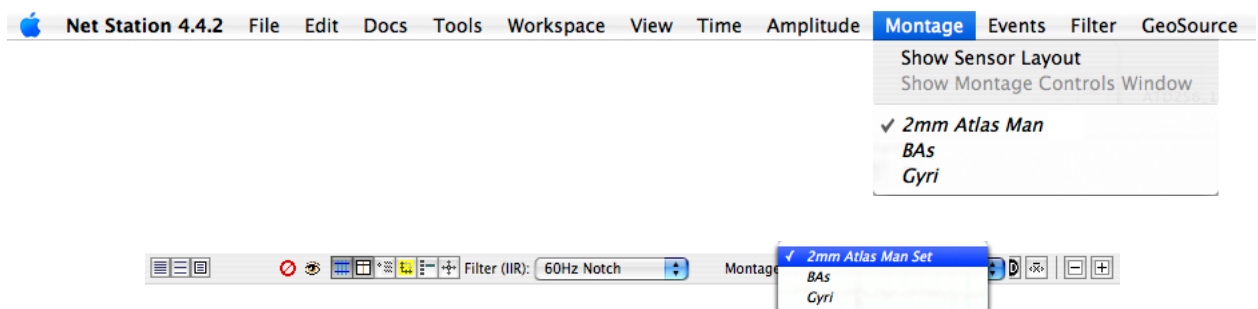 Net Station 4.4.2 File Edit Docs Tools Workspace View Time Amplitude Montage Events Filter GeoSource
Show Sensor Layout
Show Montage Controls Window
✓ 2mm Atlas Man
BAs
Gyri
Filter (IIR): 60Hz Notch Montage ✓ 2mm Atlas Man Set
BAs
Gyri